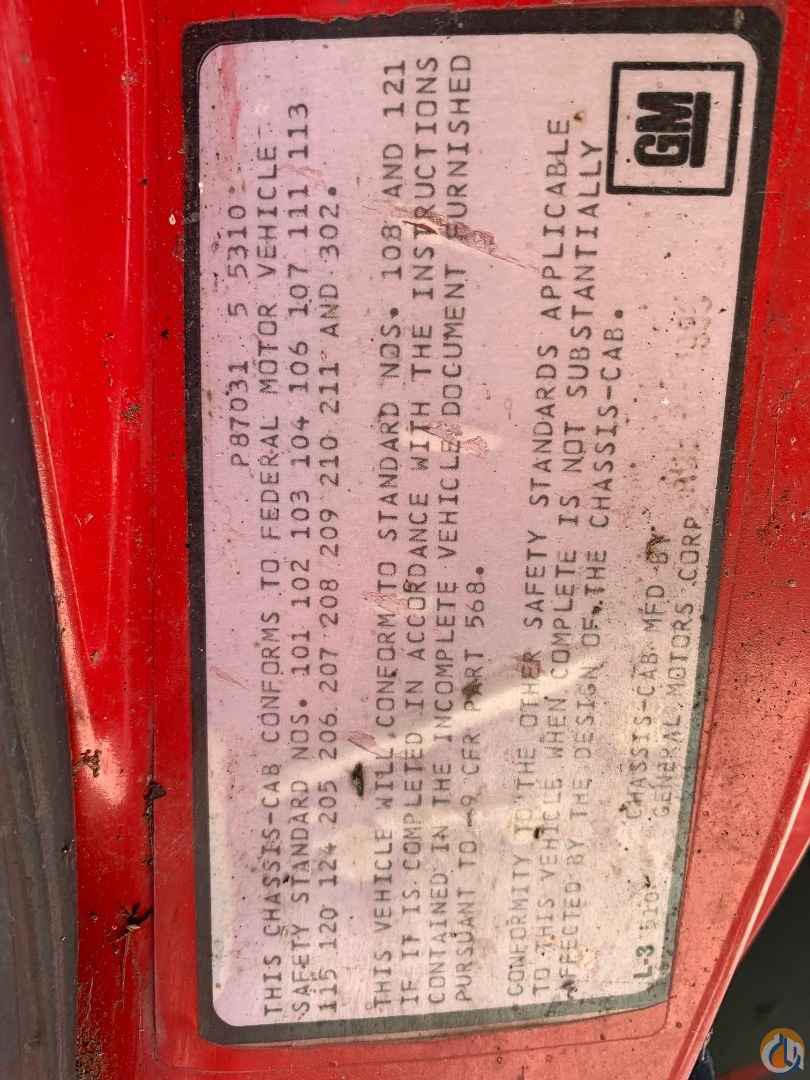 P87031 5 5310
THIS CHASSIS-CAB CONFORMS TO FEDERAL MOTOR VEHICLE
SAFETY STANDARD NOS. 101 102 103 104 106 107 111 113
115 120 124 205 206 207 208 209 210 211 AND 302.
THIS VEHICLE WILL CONFORM TO STANDARD NOS. 108 AND 121
IF IT IS COMPLETED IN ACCORDANCE WITH THE INSTRUCTIONS
CONTAINED IN THE INCOMPLETE VEHICLE DOCUMENT FURNISHED
PURSUANT TO 9 CFR PART 568.
CONFORMITY TO THE OTHER SAFETY STANDARDS APPLICABLE
TO THIS VEHICLE WHEN COMPLETE IS NOT SUBSTANTIALLY
AFFECTED BY THE DESIGN OF THE CHASSIS-CAB.
CHASSIS-CAB MFD BY
GENERAL MOTORS CORP
L-3
GM